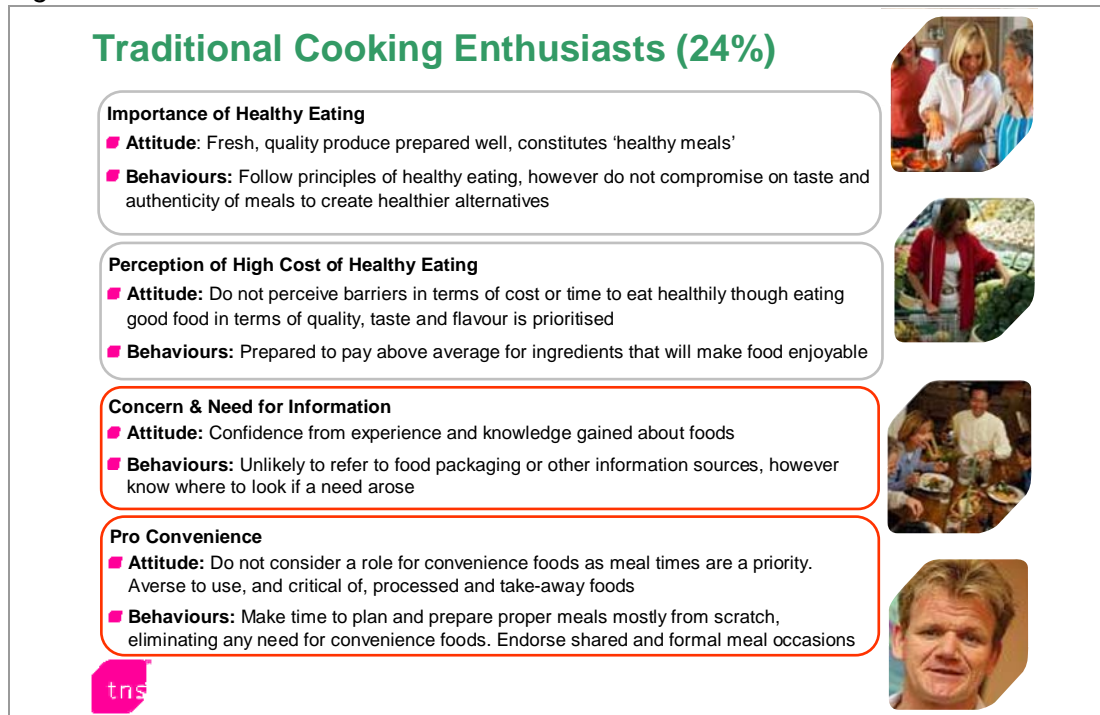 Traditional Cooking Enthusiasts (24%)
Importance of Healthy Eating
Attitude: Fresh, quality produce prepared well, constitutes ‘healthy meals’
Behaviours: Follow principles of healthy eating, however do not compromise on taste and
authenticity of meals to create healthier alternatives
Perception of High Cost of Healthy Eating
Attitude: Do not perceive barriers in terms of cost or time to eat healthily though eating
good food in terms of quality, taste and flavour is prioritised
Behaviours: Prepared to pay above average for ingredients that will make food enjoyable
Concern & Need for Information
Attitude: Confidence from experience and knowledge gained about foods
Behaviours: Unlikely to refer to food packaging or other information sources, however
know where to look if a need arose
Pro Convenience
Attitude: Do not consider a role for convenience foods as meal times are a priority.
Averse to use, and critical of, processed and take-away foods
Behaviours: Make time to plan and prepare proper meals mostly from scratch,
eliminating any need for convenience foods. Endorse shared and formal meal occasions
tns